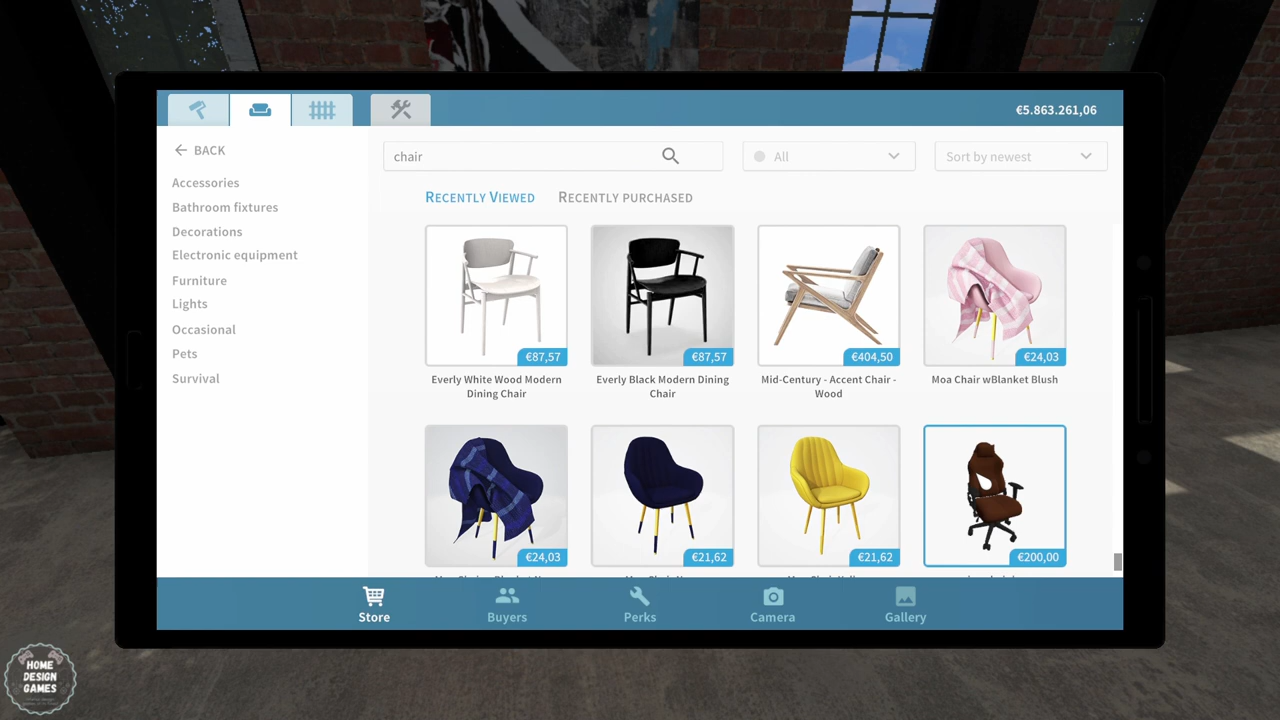 €5.863.261,06
BACK
chair
All
Sort by newest
Accessories
Bathroom fixtures
Decorations
Electronic equipment
Furniture
Lights
Occasional
Pets
Survival
RECENTLY VIEWED
RECENTLY PURCHASED
€87,57
€87,57
€404,50
€24,03
Everly White Wood Modern
Dining Chair
Everly Black Modern Dining
Chair
Mid-Century - Accent Chair -
Wood
Moa Chair wBlanket Blush
€24,03
€21,62
€21,62
€200,00
Store
Buyers
Perks
Camera
Gallery
HOME
DESIGN
GAMES